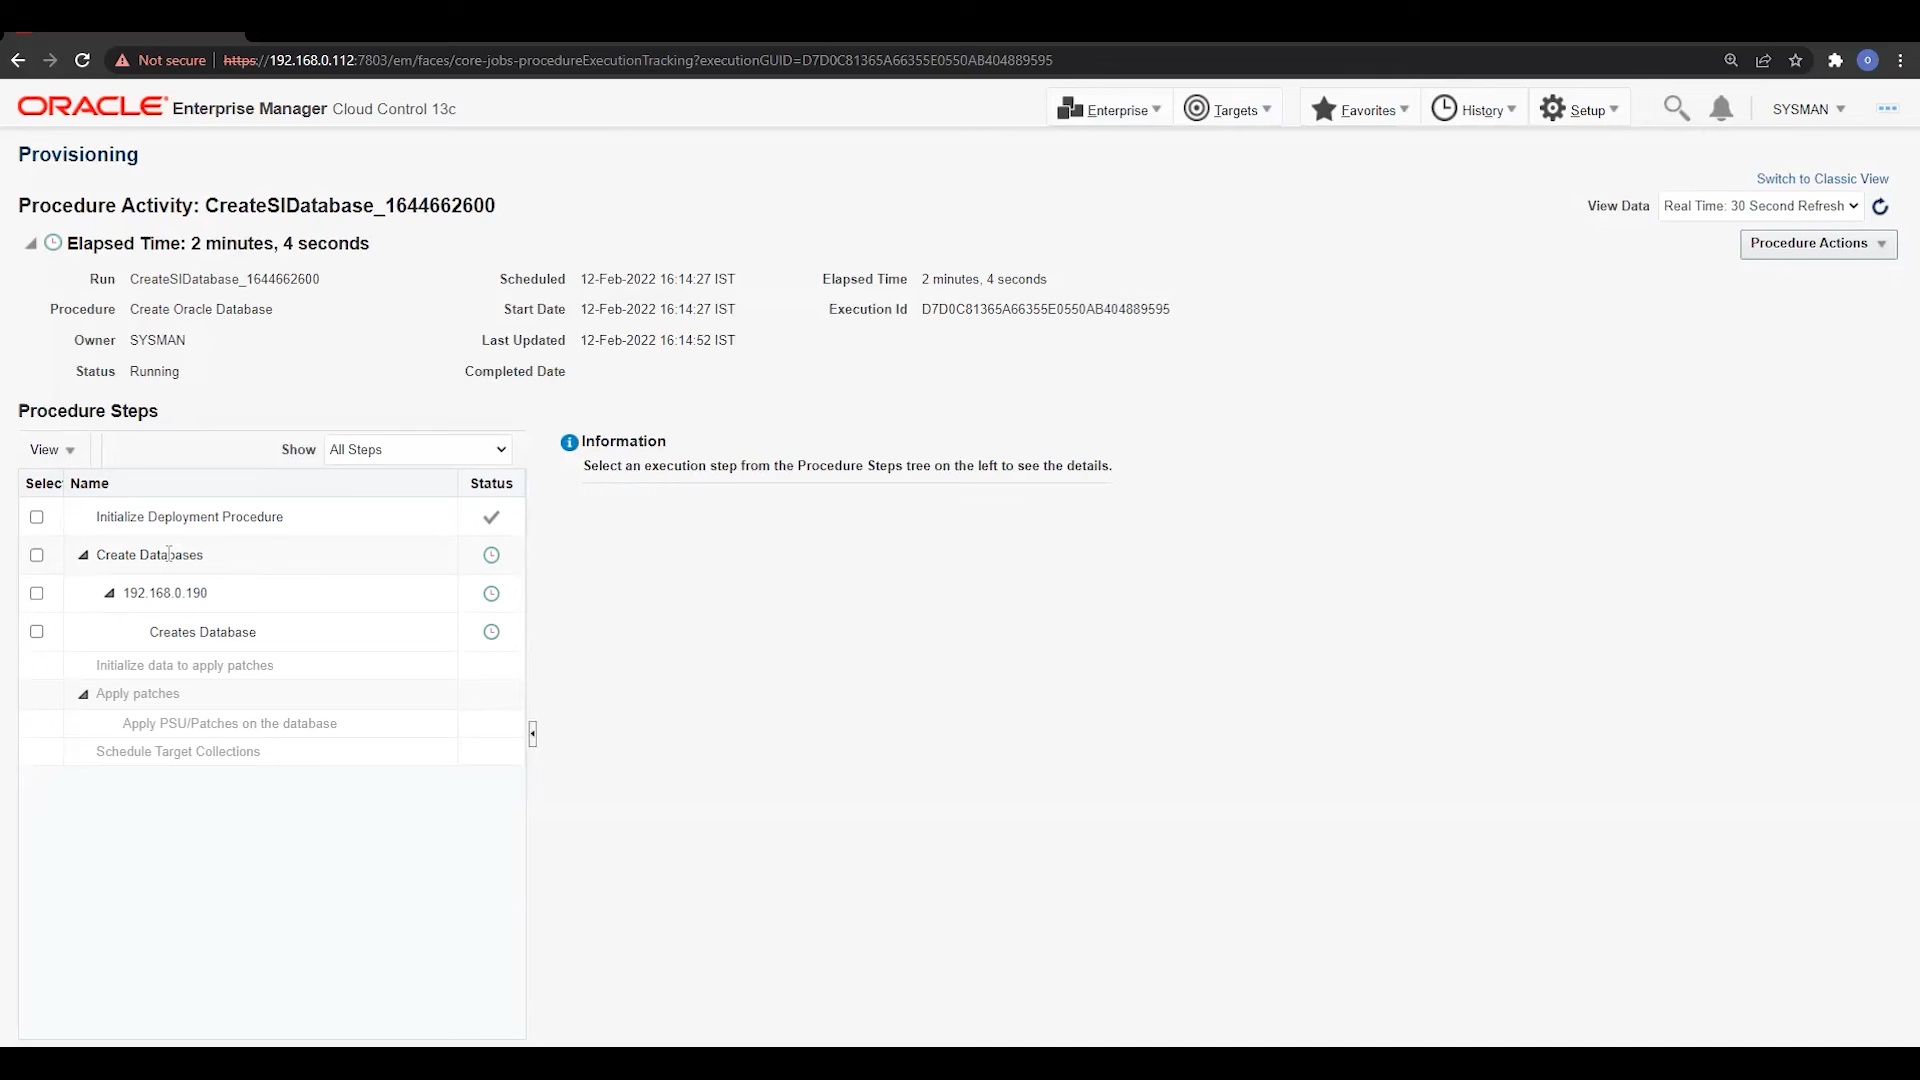 Not secure | https://192.168.0.112:7803/em/faces/core-jobs-procedureExecutionTracking?executionGUID=D7D0C81365A66355E0550AB404889595
O
ORACLE Enterprise Manager Cloud Control 13c
Enterprise
Targets
Favorites
History
Setup
SYSMAN
Provisioning
Switch to Classic View
Procedure Activity: CreateSIDatabase_1644662600
View Data Real Time: 30 Second Refresh
Elapsed Time: 2 minutes, 4 seconds
Procedure Actions
Run CreateSIDatabase_1644662600 Scheduled 12-Feb-2022 16:14:27 IST Elapsed Time 2 minutes, 4 seconds
Procedure Create Oracle Database Start Date 12-Feb-2022 16:14:27 IST Execution Id D7D0C81365A66355E0550AB404889595
Owner SYSMAN Last Updated 12-Feb-2022 16:14:52 IST
Status Running Completed Date
Procedure Steps
View Show All Steps
Information
Select an execution step from the Procedure Steps tree on the left to see the details.
Selec Name Status
Initialize Deployment Procedure
Create Databases
192.168.0.190
Creates Database
Initialize data to apply patches
Apply patches
Apply PSU/Patches on the database
Schedule Target Collections